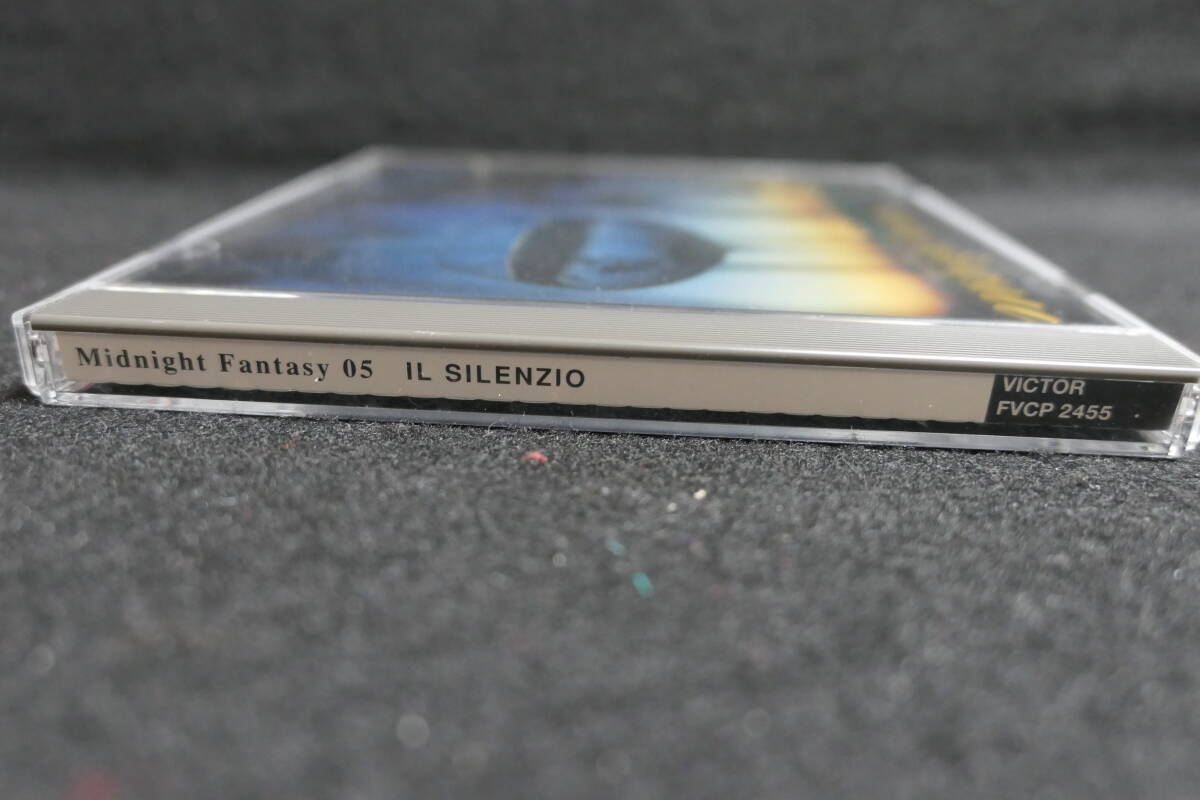 Midnight Fantasy 05 IL SILENZIO
VICTOR
FVCP 2455